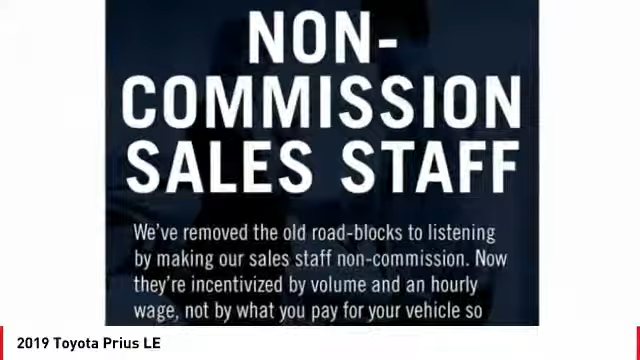 NON-
COMMISSION
SALES STAFF
We've removed the old road-blocks to listening
by making our sales staff non-commission. Now
they're incentivized by volume and an hourly
wage, not by what you pay for your vehicle so
2019 Toyota Prius LE